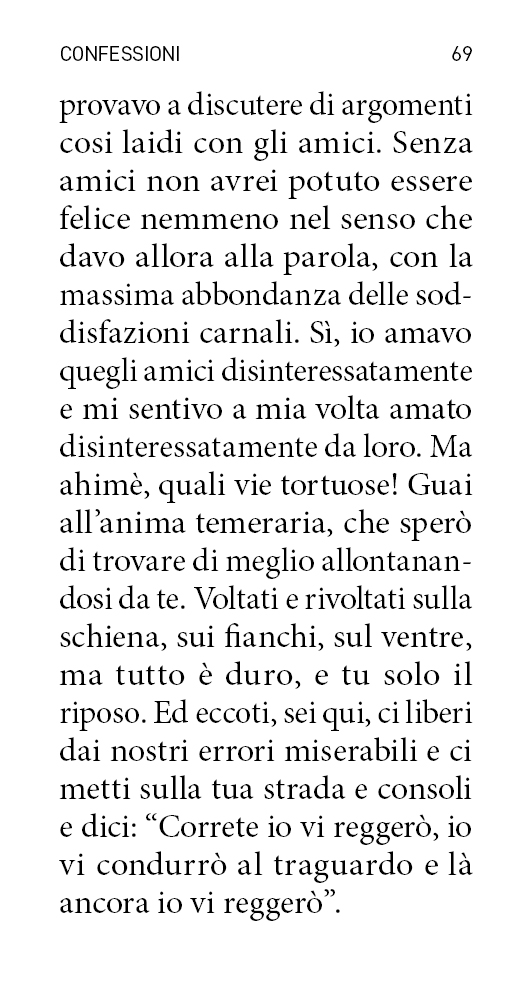 CONFESSIONI 69
provavo a discutere di argomenti
cosi laidi con gli amici. Senza
amici non avrei potuto essere
felice nemmeno nel senso che
davo allora alla parola, con la
massima abbondanza delle sod-
disfazioni carnali. Sì, io amavo
quegli amici disinteressatamente
e mi sentivo a mia volta amato
disinteressatamente da loro. Ma
ahimè, quali vie tortuose! Guai
all’anima temeraria, che sperò
di trovare di meglio allontanan-
dosi da te. Voltati e rivoltati sulla
schiena, sui fianchi, sul ventre,
ma tutto è duro, e tu solo il
riposo. Ed eccoti, sei qui, ci liberi
dai nostri errori miserabili e ci
metti sulla tua strada e consoli
e dici: “Correte io vi reggerò, io
vi condurrò al traguardo e là
ancora io vi reggerò”.